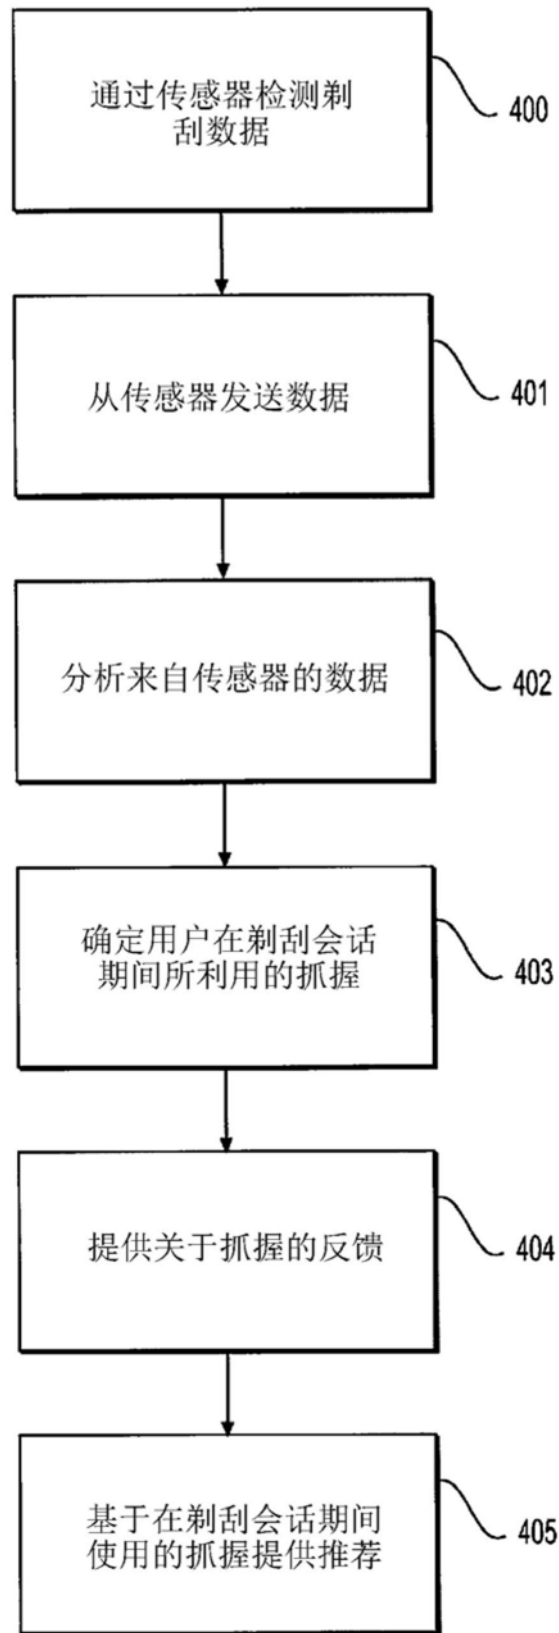 通过传感器检测剃
刮数据
400
从传感器发送数据
401
分析来自传感器的数据
402
确定用户在剃刮会话
期间所利用的抓握
403
提供关于抓握的反馈
404
基于在剃刮会话期间
使用的抓握提供推荐
405